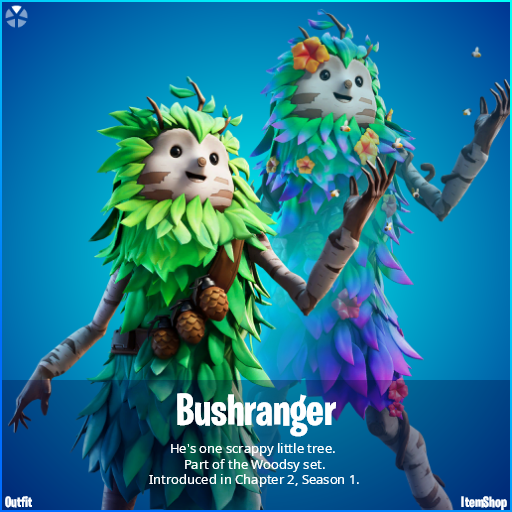 Bushranger
He's one scrappy little tree.
Part of the Woodsy set.
Introduced in Chapter 2, Season 1.
Outfit
ItemShop